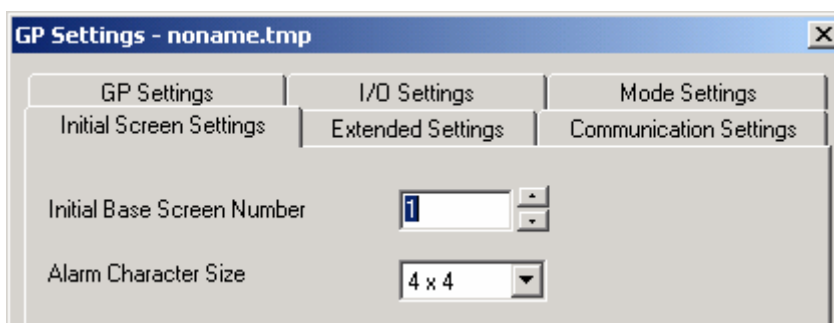 GP Settings - noname.tmp
GP Settings I/O Settings Mode Settings
Initial Screen Settings Extended Settings Communication Settings
Initial Base Screen Number 1
Alarm Character Size 4 x 4